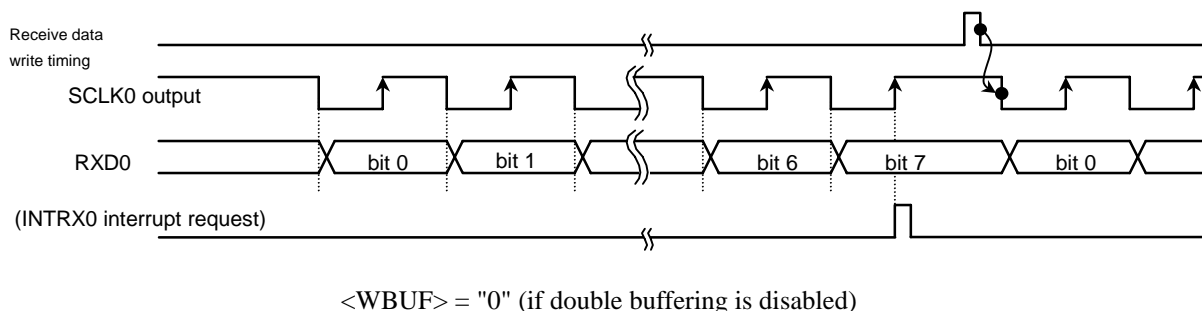 Receive data
write timing
SCLK0 output
RXD0
bit 0
bit 1
bit 6
bit 7
bit 0
(INTRX0 interrupt request)
<WBUF> = "0" (if double buffering is disabled)